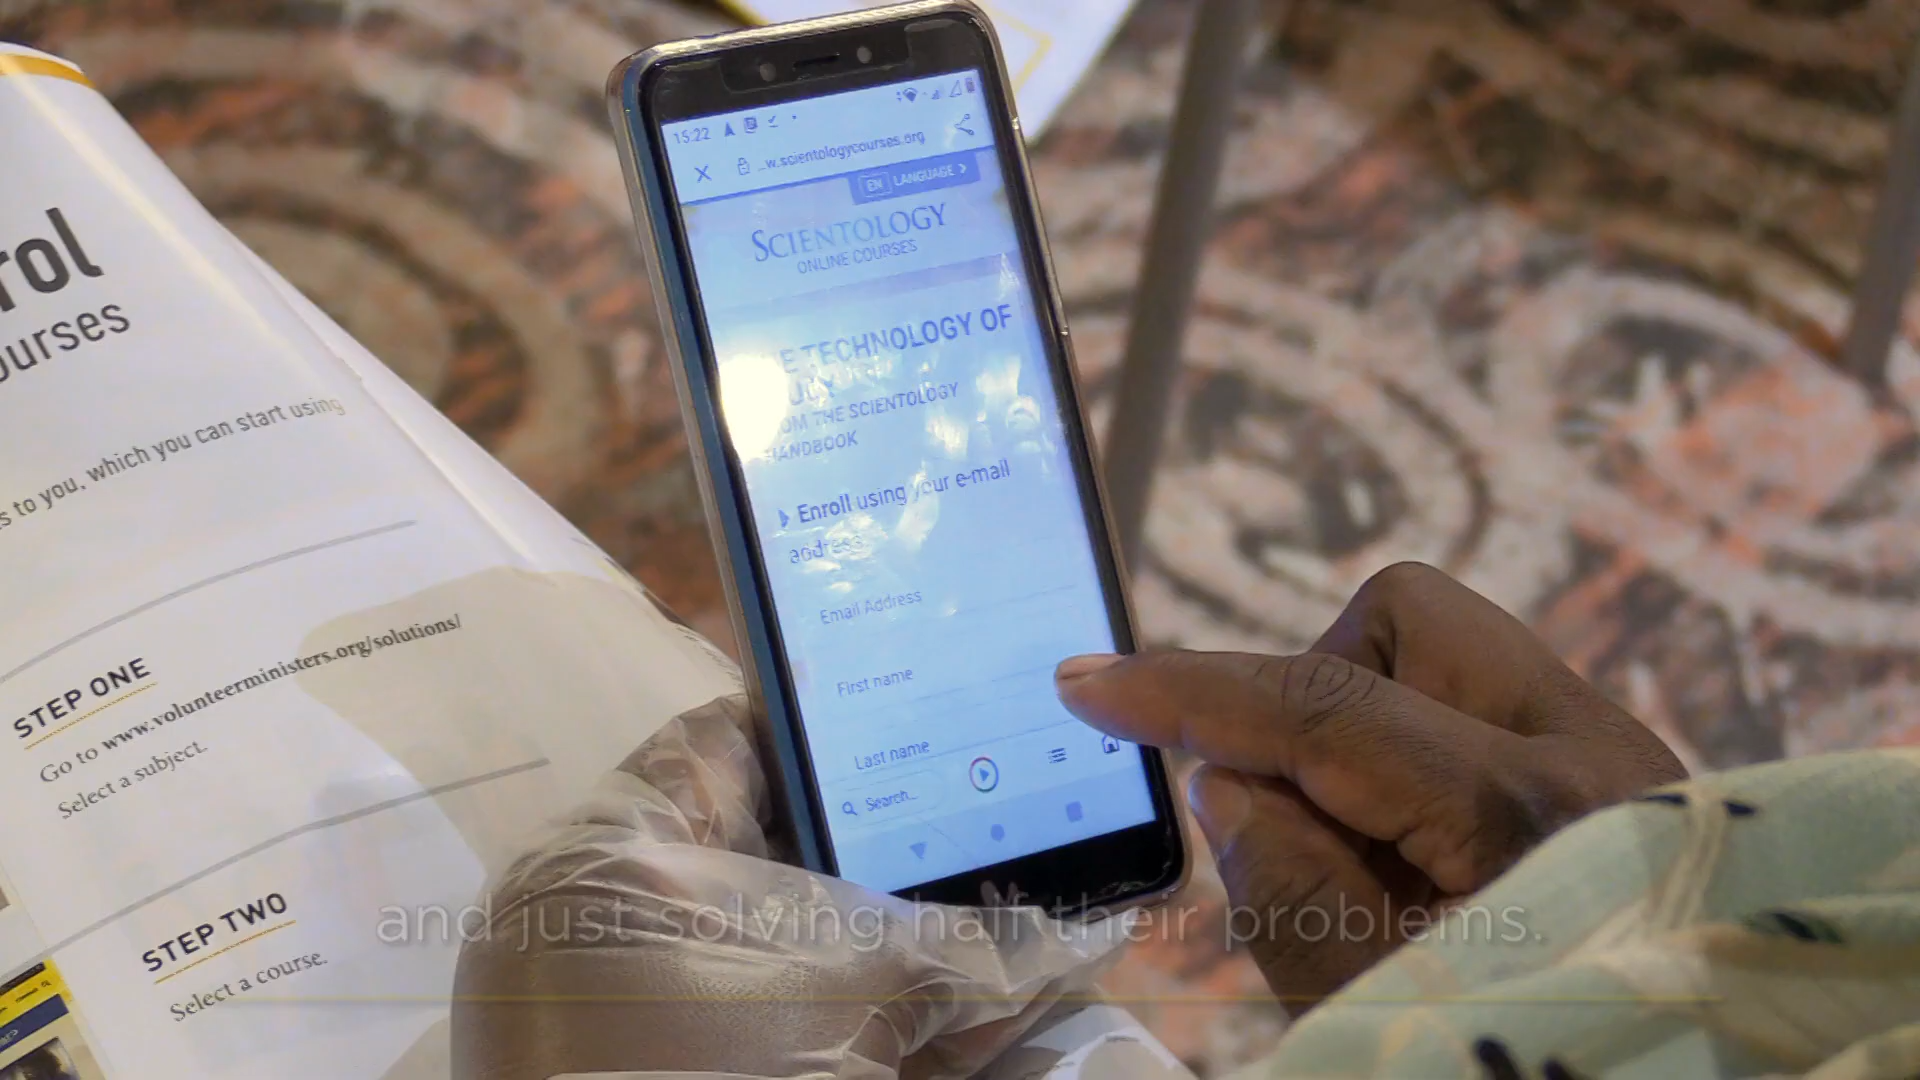 rol
ourses
s to you, which you can start using
STEP ONE
Go to www.volunteerministers.org/solutions/
Select a subject.
STEP TWO
Select a course.
15:22
_w.scientologycourses.org
EN LANGUAGE >
SCIENTOLOGY
ONLINE COURSES
E TECHNOLOGY OF
OM THE SCIENTOLOGY
HANDBOOK
Enroll using your e-mail
address
Email Address
First name
Last name
Search...
and just solving half their problems.